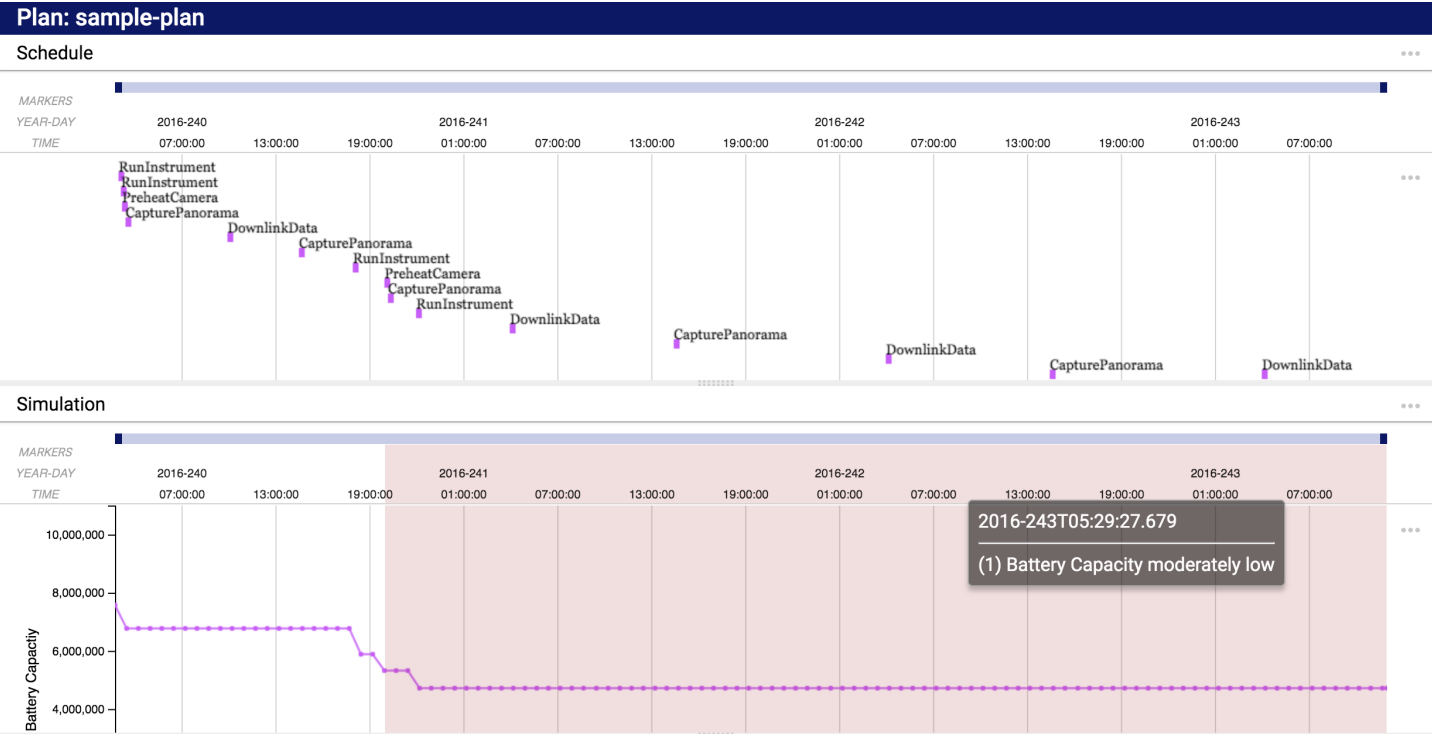 Plan: sample-plan
Schedule
MARKERS
YEAR-DAY 2016-240 2016-241 2016-242 2016-243
TIME 07:00:00 13:00:00 19:00:00 01:00:00 07:00:00 13:00:00 19:00:00 01:00:00 07:00:00 13:00:00 19:00:00 01:00:00 07:00:00
RunInstrument
RunInstrument
PreheatCamera
CapturePanorama
DownlinkData
CapturePanorama
RunInstrument
PreheatCamera
CapturePanorama
RunInstrument
DownlinkData
CapturePanorama
DownlinkData
CapturePanorama DownlinkData
Simulation
MARKERS
YEAR-DAY 2016-240 2016-241 2016-242 2016-243
TIME 07:00:00 13:00:00 19:00:00 01:00:00 07:00:00 13:00:00 19:00:00 01:00:00 07:00:00 13:00:00 19:00:00 01:00:00 07:00:00
2016-243T05:29:27.679
(1) Battery Capacity moderately low
10,000,000
8,000,000
6,000,000
4,000,000
Battery Capactiy